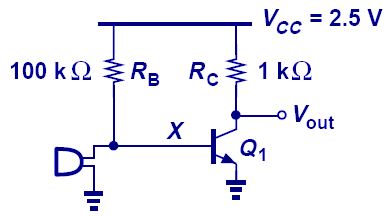 V_CC = 2.5 V
100 kΩ R_B R_C 1 kΩ
V_out
X
Q_1